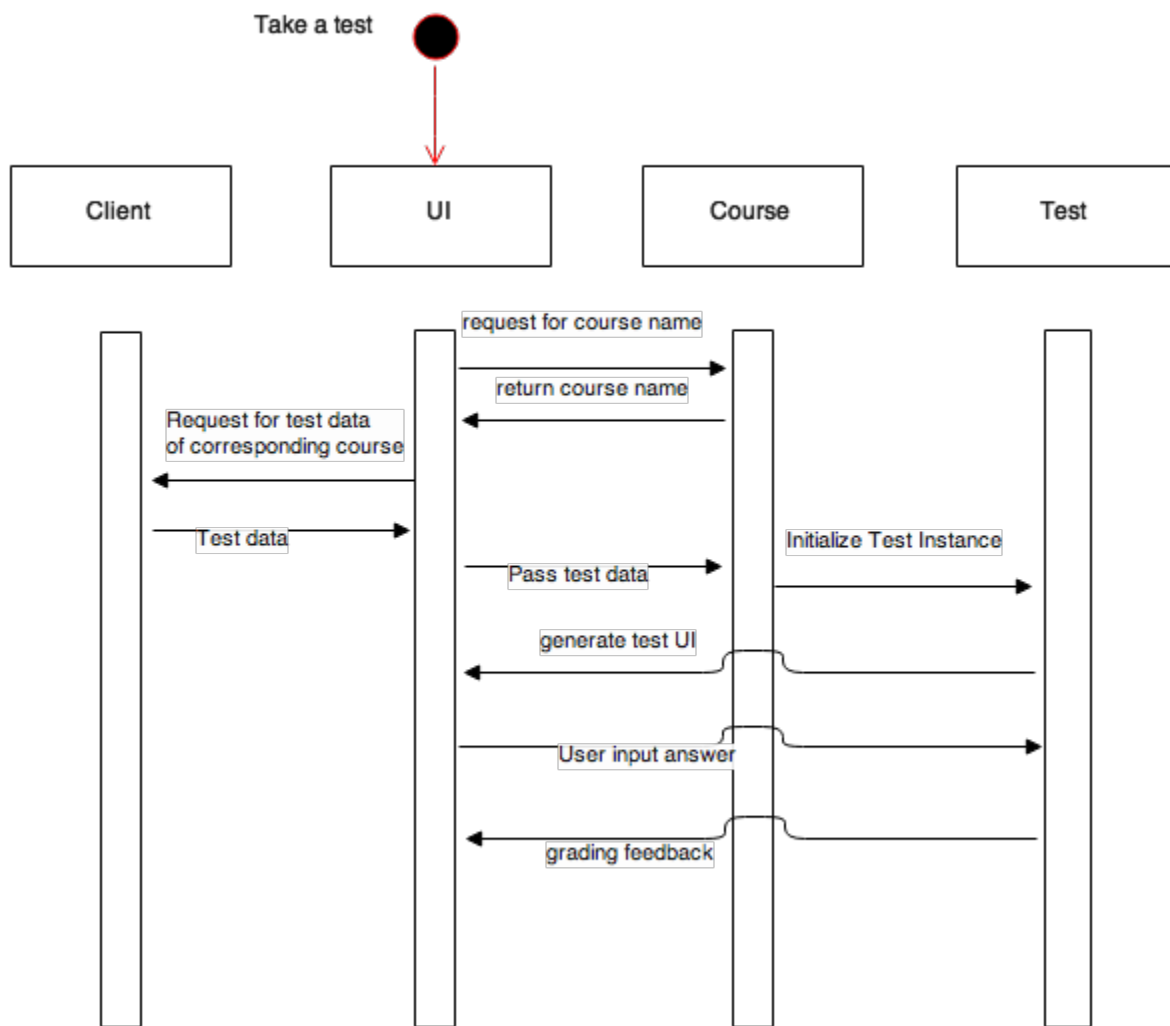 Take a test
Client
UI
Course
Test
request for course name
return course name
Request for test data
of corresponding course
Test data
Initialize Test Instance
Pass test data
generate test UI
User input answer
grading feedback